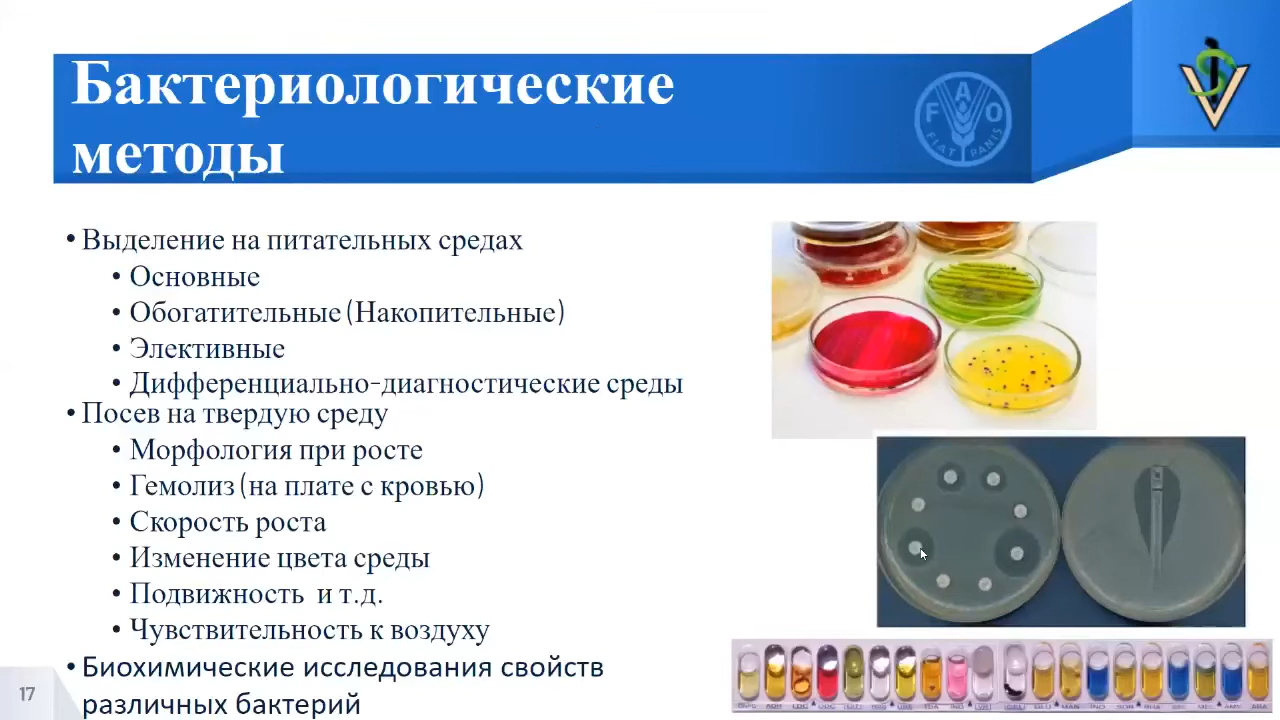 Бактериологические
методы
F A O
FIAT PANIS
• Выделение на питательных средах
• Основные
• Обогатительные (Накопительные)
• Элективные
• Дифференциально-диагностические среды
• Посев на твердую среду
• Морфология при росте
• Гемолиз (на плате с кровью)
• Скорость роста
• Изменение цвета среды
• Подвижность и т.д.
• Чувствительность к воздуху
• Биохимические исследования свойств
различных бактерий
17